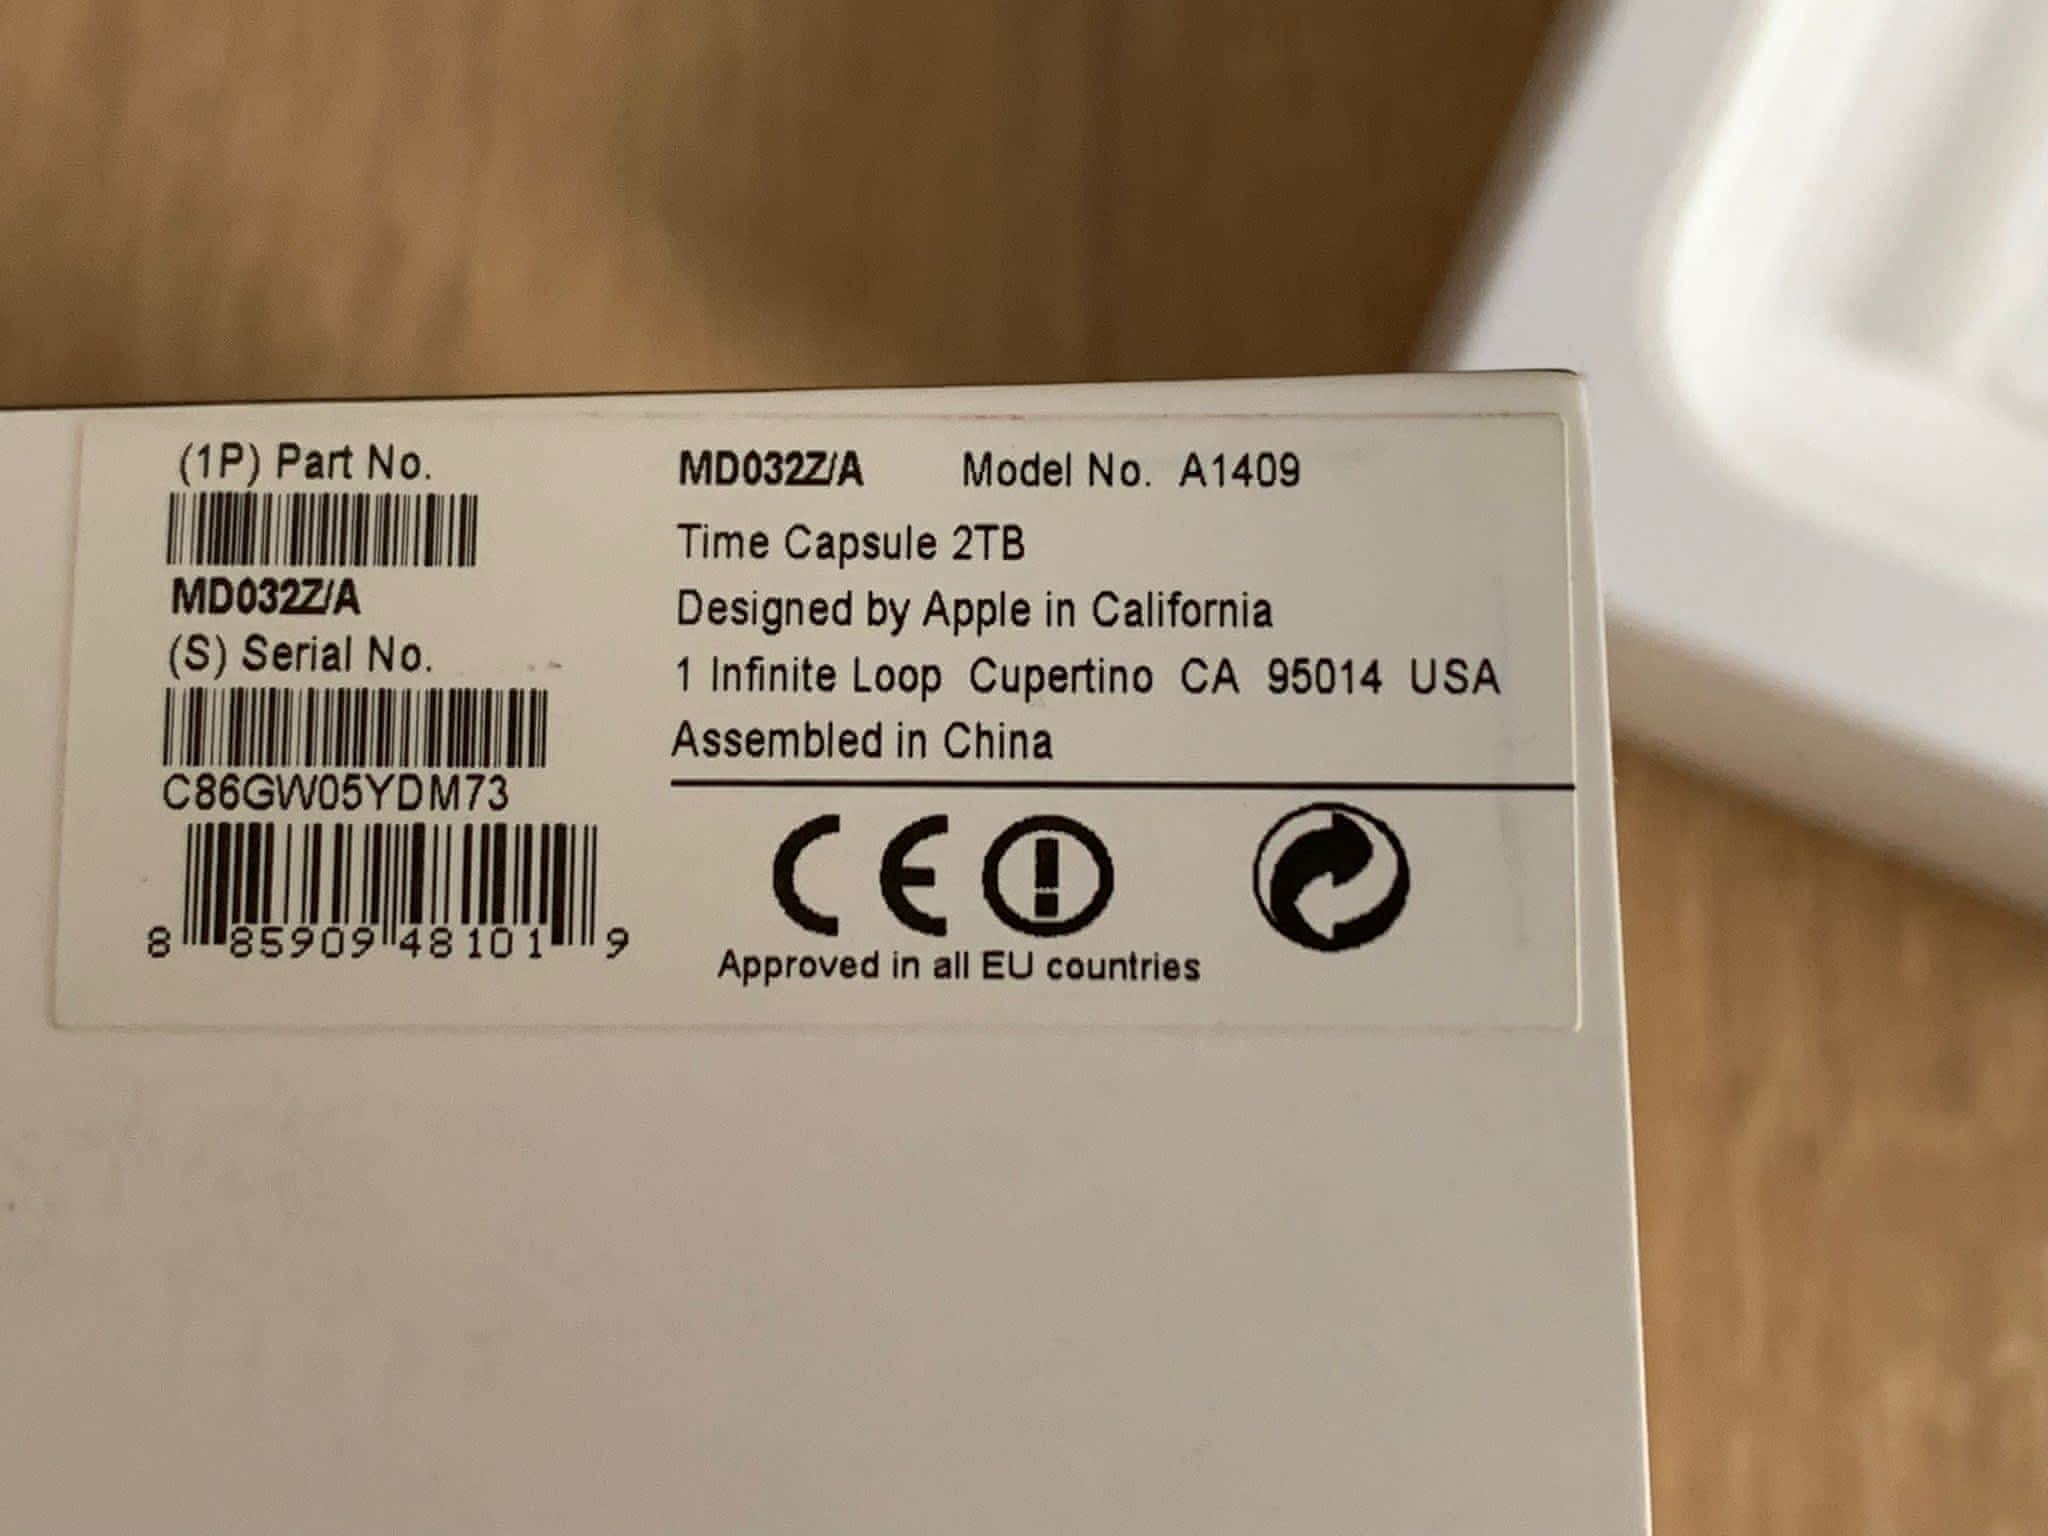 (1P) Part No.
MD032Z/A
(S) Serial No.
C86GW05YDM73
8 85909 48101 9
MD032Z/A Model No. A1409
Time Capsule 2TB
Designed by Apple in California
1 Infinite Loop Cupertino CA 95014 USA
Assembled in China
CE
Approved in all EU countries